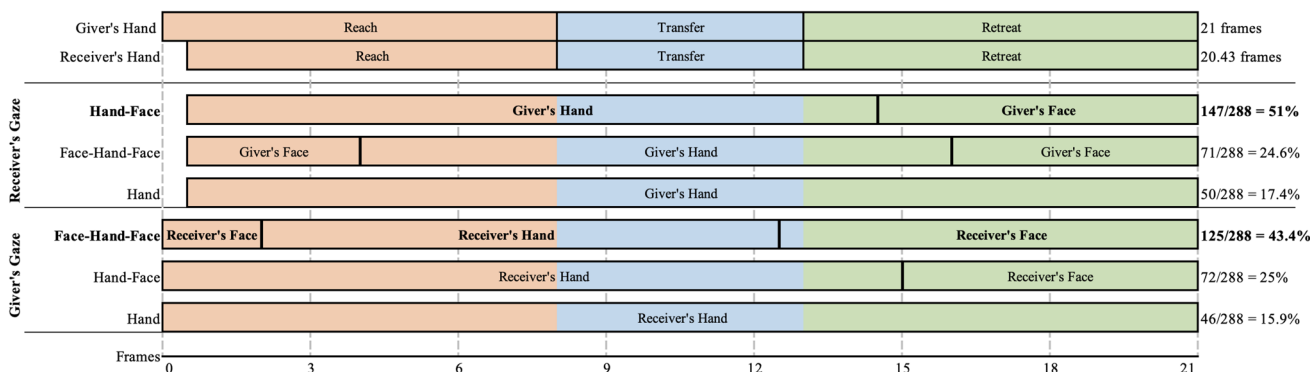 Giver's Hand Reach Transfer Retreat 21 frames
Receiver's Hand Reach Transfer Retreat 20.43 frames
Receiver's Gaze
Hand-Face Giver's Hand Giver's Face 147/288 = 51%
Face-Hand-Face Giver's Face Giver's Hand Giver's Face 71/288 = 24.6%
Hand Giver's Hand 50/288 = 17.4%
Giver's Gaze
Face-Hand-Face Receiver's Face Receiver's Hand Receiver's Face 125/288 = 43.4%
Hand-Face Receiver's Hand Receiver's Face 72/288 = 25%
Hand Receiver's Hand 46/288 = 15.9%
Frames
0 3 6 9 12 15 18 21